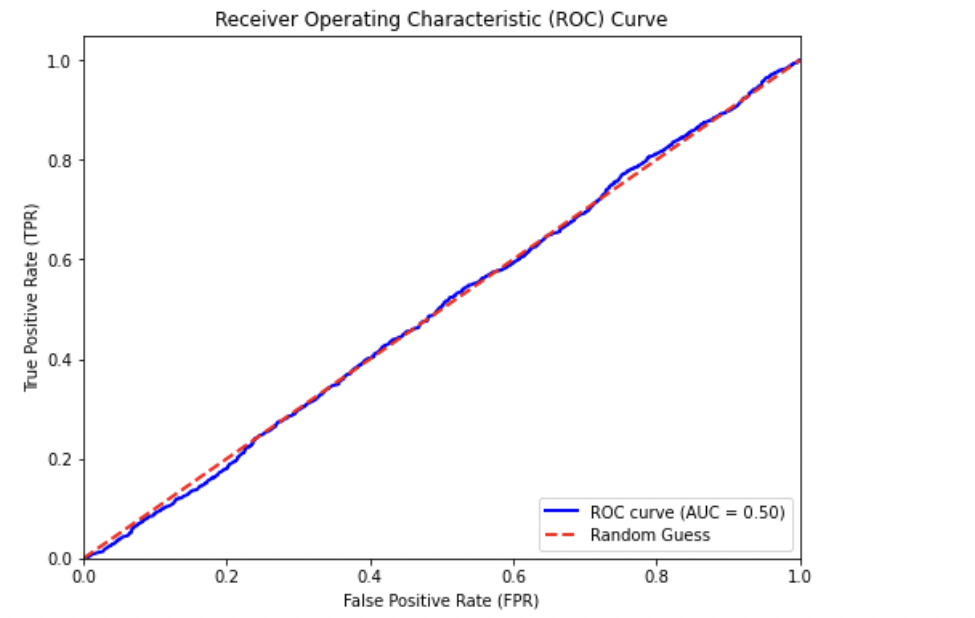 Receiver Operating Characteristic (ROC) Curve
True Positive Rate (TPR)
1.0
0.8
0.6
0.4
0.2
0.0
ROC curve (AUC = 0.50)
Random Guess
0.0 0.2 0.4 0.6 0.8 1.0
False Positive Rate (FPR)